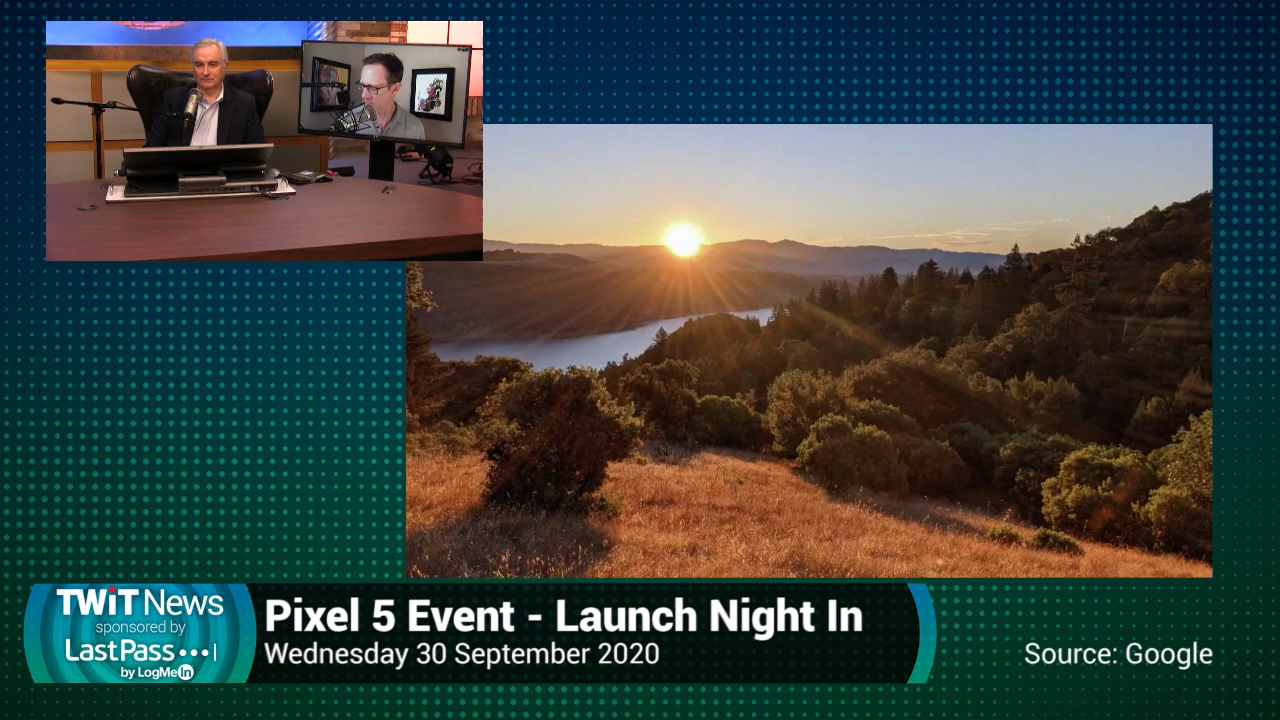 TWiT News
sponsored by
LastPass•••|
by LogMeIn
Pixel 5 Event - Launch Night In
Wednesday 30 September 2020
Source: Google